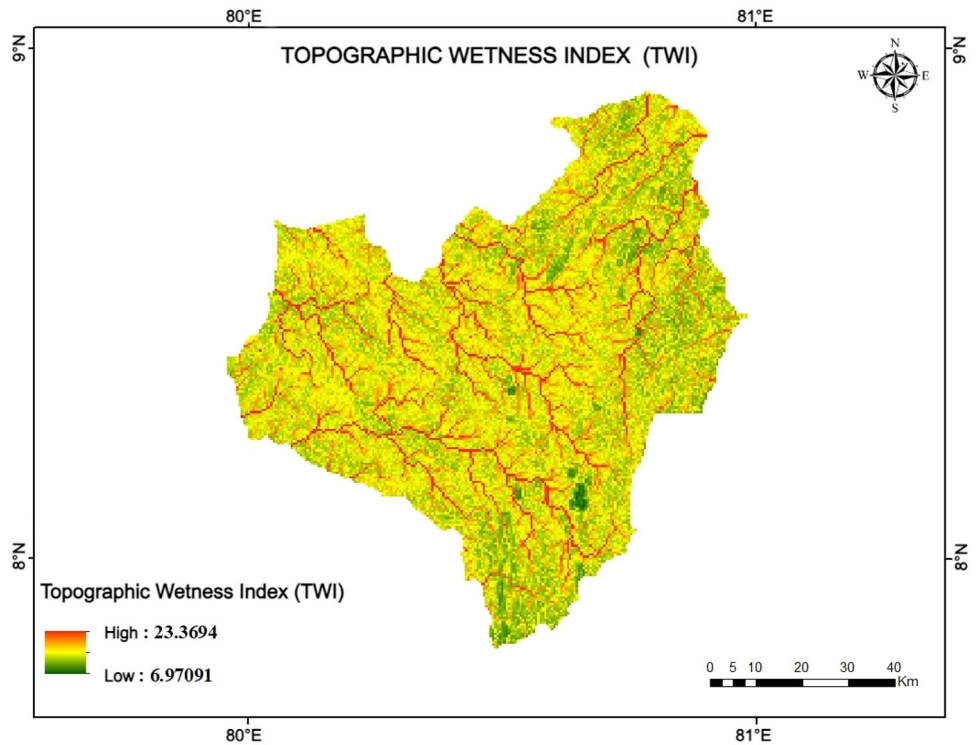 80°E 81°E
9°N 9°N
TOPOGRAPHIC WETNESS INDEX (TWI)
N
W E
S
8°N 8°N
Topographic Wetness Index (TWI)
High : 23.3694
Low : 6.97091
0 5 10 20 30 40
Km
80°E 81°E